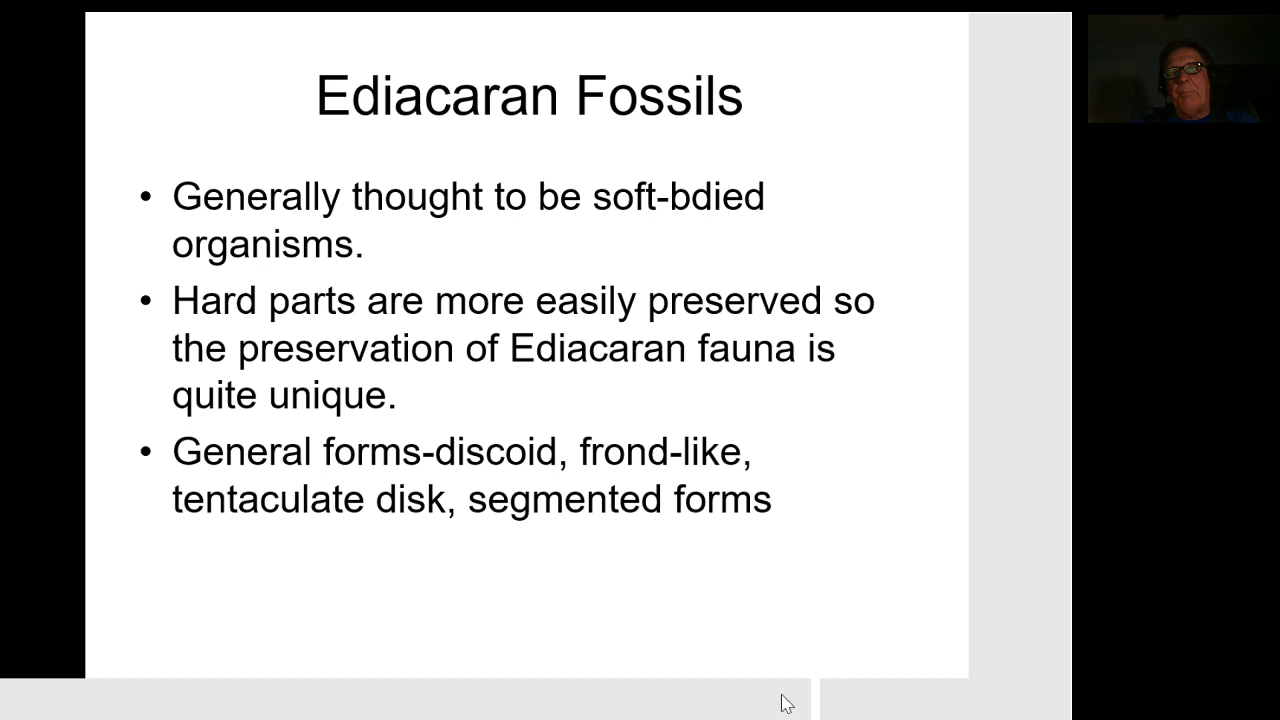 Ediacaran Fossils
• Generally thought to be soft-bdied
organisms.
• Hard parts are more easily preserved so
the preservation of Ediacaran fauna is
quite unique.
• General forms-discoid, frond-like,
tentaculate disk, segmented forms